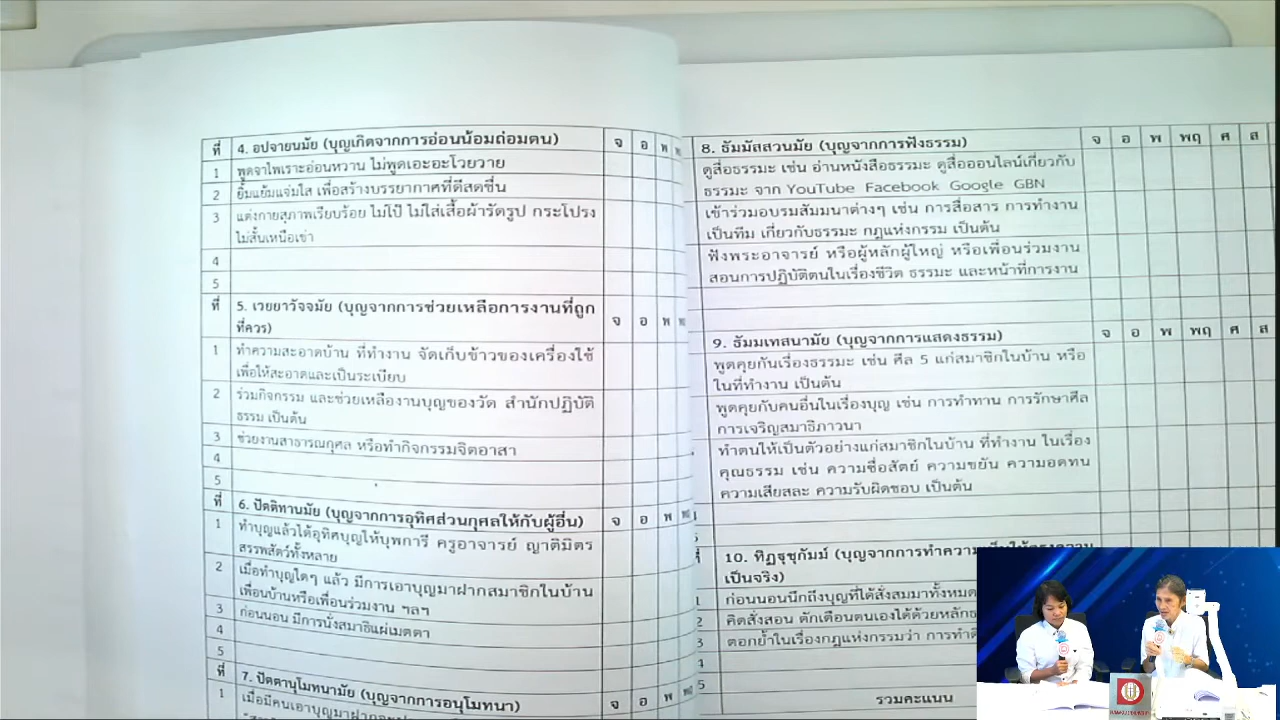 ที่ 4. อปจายนมัย (บุญเกิดจากการอ่อนน้อมถ่อมตน) จ อ พ
1 พูดจาไพเราะอ่อนหวาน ไม่พูดเอะอะโวยวาย
2 ยิ้มแย้มแจ่มใส เพื่อสร้างบรรยากาศที่ดีสดชื่น
3 แต่งกายสุภาพเรียบร้อย ไม่โป๊ ไม่ใส่เสื้อผ้ารัดรูป กระโปรง
ไม่สั้นเหนือเข่า
4
5
ที่ 5. เวยยาวัจจมัย (บุญจากการช่วยเหลือการงานที่ถูก
ที่ควร) จ อ พ
1 ทำความสะอาดบ้าน ที่ทำงาน จัดเก็บข้าวของเครื่องใช้
เพื่อให้สะอาดและเป็นระเบียบ
2 ร่วมกิจกรรม และช่วยเหลืองานบุญของวัด สำนักปฏิบัติ
ธรรม เป็นต้น
3 ช่วยงานสาธารณกุศล หรือทำกิจกรรมจิตอาสา
4
5
ที่ 6. ปัตติทานมัย (บุญจากการอุทิศส่วนกุศลให้กับผู้อื่น) จ อ พ
1 ทำบุญแล้วได้อุทิศบุญให้บุพการี ครูอาจารย์ ญาติมิตร
สรรพสัตว์ทั้งหลาย
2 เมื่อทำบุญใดๆ แล้ว มีการเอาบุญมาฝากสมาชิกในบ้าน
เพื่อนบ้านหรือเพื่อนร่วมงาน ฯลฯ
3 ก่อนนอน มีการนั่งสมาธิแผ่เมตตา
4
5
ที่ 7. ปัตตานุโมทนามัย (บุญจากการอนุโมทนา) จ อ พ
1 เมื่อมีคนเอาบุญมาฝาก
8. ธัมมัสสวนมัย (บุญจากการฟังธรรม) จ อ พ พฤ ศ ส
ดูสื่อธรรมะ เช่น อ่านหนังสือธรรมะ ดูสื่อออนไลน์เกี่ยวกับ
ธรรมะ จาก YouTube Facebook Google GBN
เข้าร่วมอบรมสัมมนาต่างๆ เช่น การสื่อสาร การทำงาน
เป็นทีม เกี่ยวกับธรรมะ กฎแห่งกรรม เป็นต้น
ฟังพระอาจารย์ หรือผู้หลักผู้ใหญ่ หรือเพื่อนร่วมงาน
สอนการปฏิบัติตนในเรื่องชีวิต ธรรมะ และหน้าที่การงาน
9. ธัมมเทสนามัย (บุญจากการแสดงธรรม) จ อ พ พฤ ศ ส
พูดคุยกันเรื่องธรรมะ เช่น ศีล 5 แก่สมาชิกในบ้าน หรือ
ในที่ทำงาน เป็นต้น
พูดคุยกับคนอื่นในเรื่องบุญ เช่น การทำทาน การรักษาศีล
การเจริญสมาธิภาวนา
ทำตนให้เป็นตัวอย่างแก่สมาชิกในบ้าน ที่ทำงาน ในเรื่อง
คุณธรรม เช่น ความซื่อสัตย์ ความขยัน ความอดทน
ความเสียสละ ความรับผิดชอบ เป็นต้น
10. ทิฏฐุชุกัมม์ (บุญจากการทำความ
เป็นจริง)
ก่อนนอนนึกถึงบุญที่ได้สั่งสมมาทั้งหมด
2 คิดสั่งสอน ตักเตือนตนเองได้ด้วยหลัก
3 ตอกย้ำในเรื่องกฎแห่งกรรมว่า การทำ
4
5
รวมคะแนน